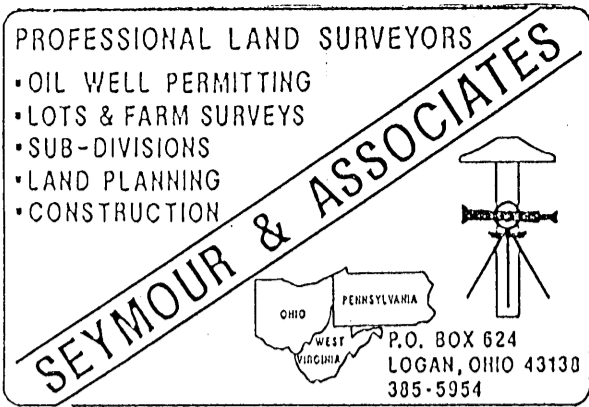 PROFESSIONAL LAND SURVEYORS
▪OIL WELL PERMITTING
▪LOTS & FARM SURVEYS
▪SUB-DIVISIONS
▪LAND PLANNING
▪CONSTRUCTION
SEYMOUR & ASSOCIATES
OHIO
PENNSYLVANIA
WEST
VIRGINIA
P.O. BOX 624
LOGAN, OHIO 43138
385-5954